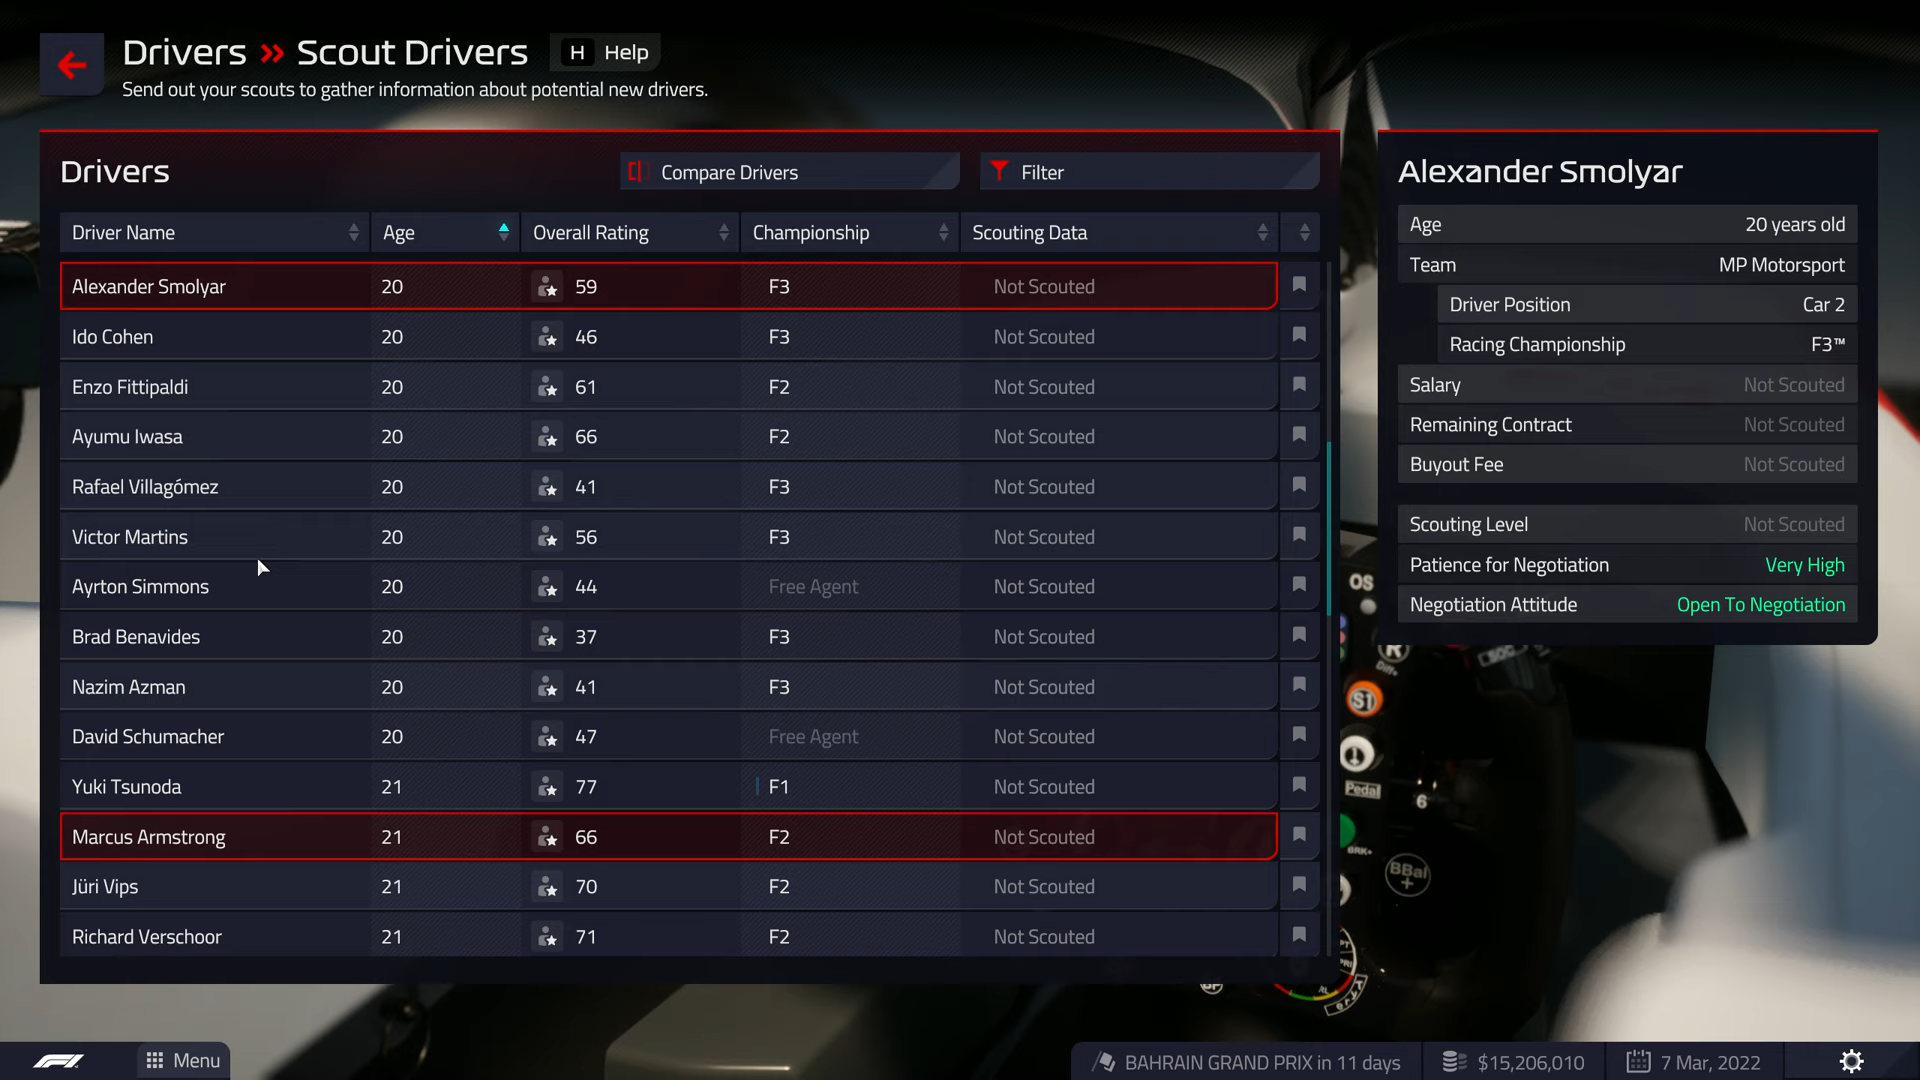 Drivers >> Scout Drivers H Help
Send out your scouts to gather information about potential new drivers.
Drivers Compare Drivers Filter
Driver Name Age Overall Rating Championship Scouting Data
Alexander Smolyar 20 59 F3 Not Scouted
Ido Cohen 20 46 F3 Not Scouted
Enzo Fittipaldi 20 61 F2 Not Scouted
Ayumu Iwasa 20 66 F2 Not Scouted
Rafael Villagómez 20 41 F3 Not Scouted
Victor Martins 20 56 F3 Not Scouted
Ayrton Simmons 20 44 Free Agent Not Scouted
Brad Benavides 20 37 F3 Not Scouted
Nazim Azman 20 41 F3 Not Scouted
David Schumacher 20 47 Free Agent Not Scouted
Yuki Tsunoda 21 77 F1 Not Scouted
Marcus Armstrong 21 66 F2 Not Scouted
Jüri Vips 21 70 F2 Not Scouted
Richard Verschoor 21 71 F2 Not Scouted
Alexander Smolyar
Age 20 years old
Team MP Motorsport
Driver Position Car 2
Racing Championship F3™
Salary Not Scouted
Remaining Contract Not Scouted
Buyout Fee Not Scouted
Scouting Level Not Scouted
Patience for Negotiation Very High
Negotiation Attitude Open To Negotiation
OS
R
Diff+
S1
Pedal
6
BRK+
BBal
+
F1 Menu BAHRAIN GRAND PRIX in 11 days $15,206,010 7 Mar, 2022